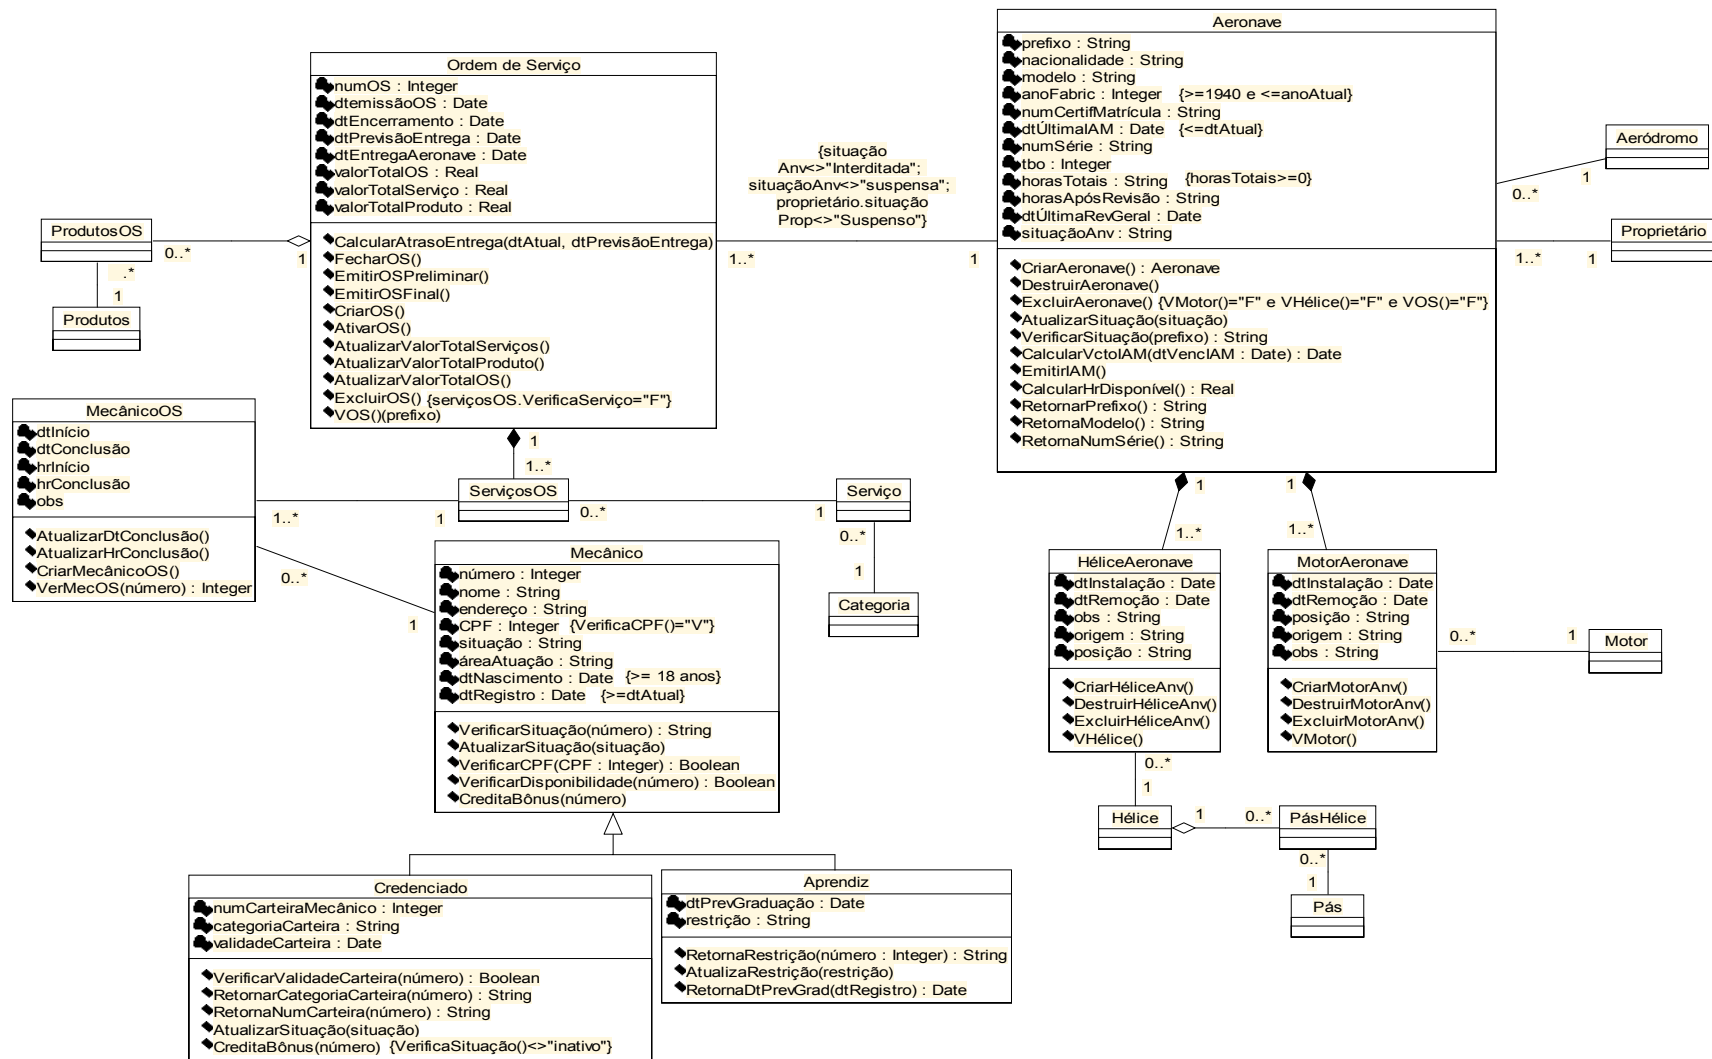 Aeronave
prefixo : String
nacionalidade : String
modelo : String
anoFabric : Integer {>=1940 e <=anoAtual}
numCertifMatrícula : String
dtÚltimaIAM : Date {<=dtAtual}
numSérie : String
tbo : Integer
horasTotais : String {horasTotais>=0}
horasApósRevisão : String
dtÚltimaRevGeral : Date
situaçãoAnv : String
CriarAeronave() : Aeronave
DestruirAeronave()
ExcluirAeronave() {VMotor()="F" e VHélice()="F" e VOS()="F"}
AtualizarSituação(situação)
VerificarSituação(prefixo) : String
CalcularVctoIAM(dtVencIAM : Date) : Date
EmitirIAM()
CalcularHrDisponível() : Real
RetornarPrefixo() : String
RetornaModelo() : String
RetornaNumSérie() : String
Ordem de Serviço
numOS : Integer
dtemissãoOS : Date
dtEncerramento : Date
dtPrevisãoEntrega : Date
dtEntregaAeronave : Date
valorTotalOS : Real
valorTotalServiço : Real
valorTotalProduto : Real
CalcularAtrasoEntrega(dtAtual, dtPrevisãoEntrega)
FecharOS()
EmitirOSPreliminar()
EmitirOSFinal()
CriarOS()
AtivarOS()
AtualizarValorTotalServiços()
AtualizarValorTotalProduto()
AtualizarValorTotalOS()
ExcluirOS() {serviçosOS.VerificaServiço="F"}
VOS()(prefixo)
{situação
Anv<>"Interditada";
situaçãoAnv<>"suspensa";
proprietário.situação
Prop<>"Suspenso"}
1..*
1
Aeródromo
0..*
1
Proprietário
1..*
1
ProdutosOS
0..*
1
.*
1
Produtos
MecânicoOS
dtInício
dtConclusão
hrInício
hrConclusão
obs
AtualizarDtConclusão()
AtualizarHrConclusão()
CriarMecânicoOS()
VerMecOS(número) : Integer
1
1..*
ServiçosOS
1..*
1
0..*
1
Serviço
0..*
1
Categoria
0..*
1
Mecânico
número : Integer
nome : String
endereço : String
CPF : Integer {VerificaCPF()="V"}
situação : String
áreaAtuação : String
dtNascimento : Date {>= 18 anos}
dtRegistro : Date {>=dtAtual}
VerificarSituação(número) : String
AtualizarSituação(situação)
VerificarCPF(CPF : Integer) : Boolean
VerificarDisponibilidade(número) : Boolean
CreditaBônus(número)
1
1..*
1
1..*
HéliceAeronave
dtInstalação : Date
dtRemoção : Date
obs : String
origem : String
posição : String
CriarHéliceAnv()
DestruirHéliceAnv()
ExcluirHéliceAnv()
VHélice()
MotorAeronave
dtInstalação : Date
dtRemoção : Date
posição : String
origem : String
obs : String
CriarMotorAnv()
DestruirMotorAnv()
ExcluirMotorAnv()
VMotor()
0..*
1
Motor
0..*
1
Hélice
1
0..*
PásHélice
0..*
1
Pás
Credenciado
numCarteiraMecânico : Integer
categoriaCarteira : String
validadeCarteira : Date
VerificarValidadeCarteira(número) : Boolean
RetornarCategoriaCarteira(número) : String
RetornaNumCarteira(número) : String
AtualizarSituação(situação)
CreditaBônus(número) {VerificaSituação()<>"inativo"}
Aprendiz
dtPrevGraduação : Date
restrição : String
RetornaRestrição(número : Integer) : String
AtualizaRestrição(restrição)
RetornaDtPrevGrad(dtRegistro) : Date